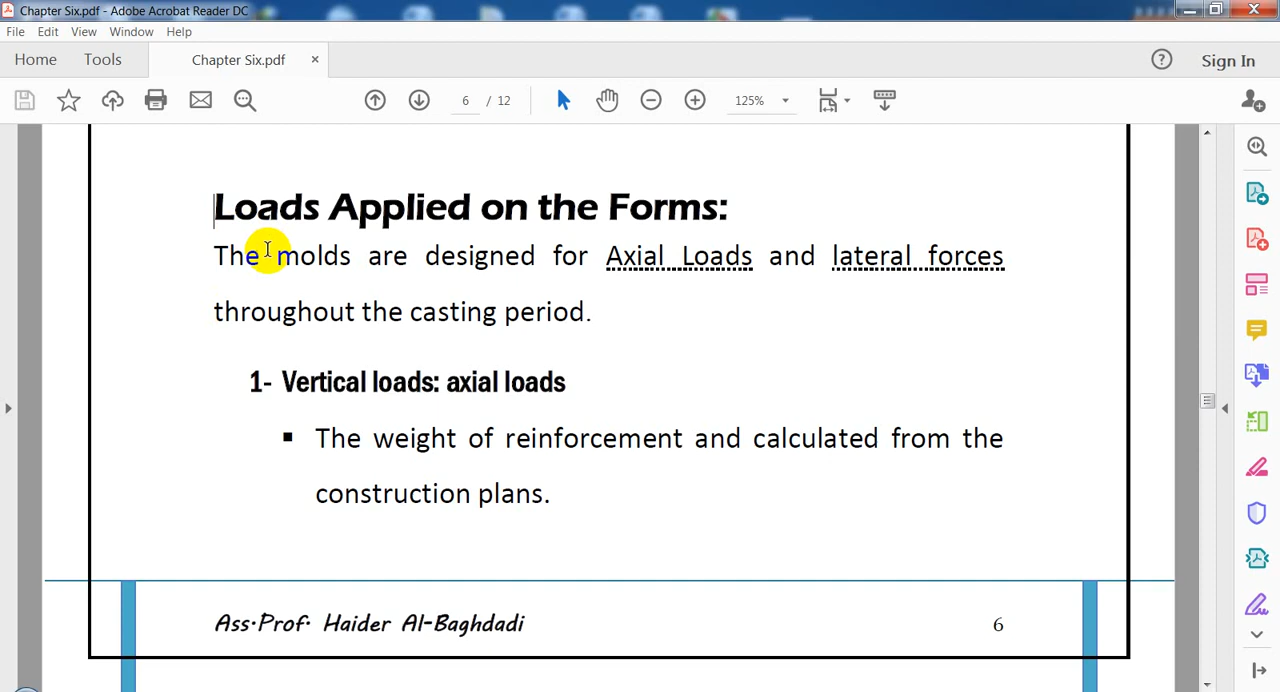 Chapter Six.pdf - Adobe Acrobat Reader DC
File Edit View Window Help
Home Tools Chapter Six.pdf × Sign In
6 / 12 125%
Loads Applied on the Forms:
The molds are designed for Axial Loads and lateral forces
throughout the casting period.
1- Vertical loads: axial loads
▪ The weight of reinforcement and calculated from the
construction plans.
Ass.Prof. Haider Al-Baghdadi 6